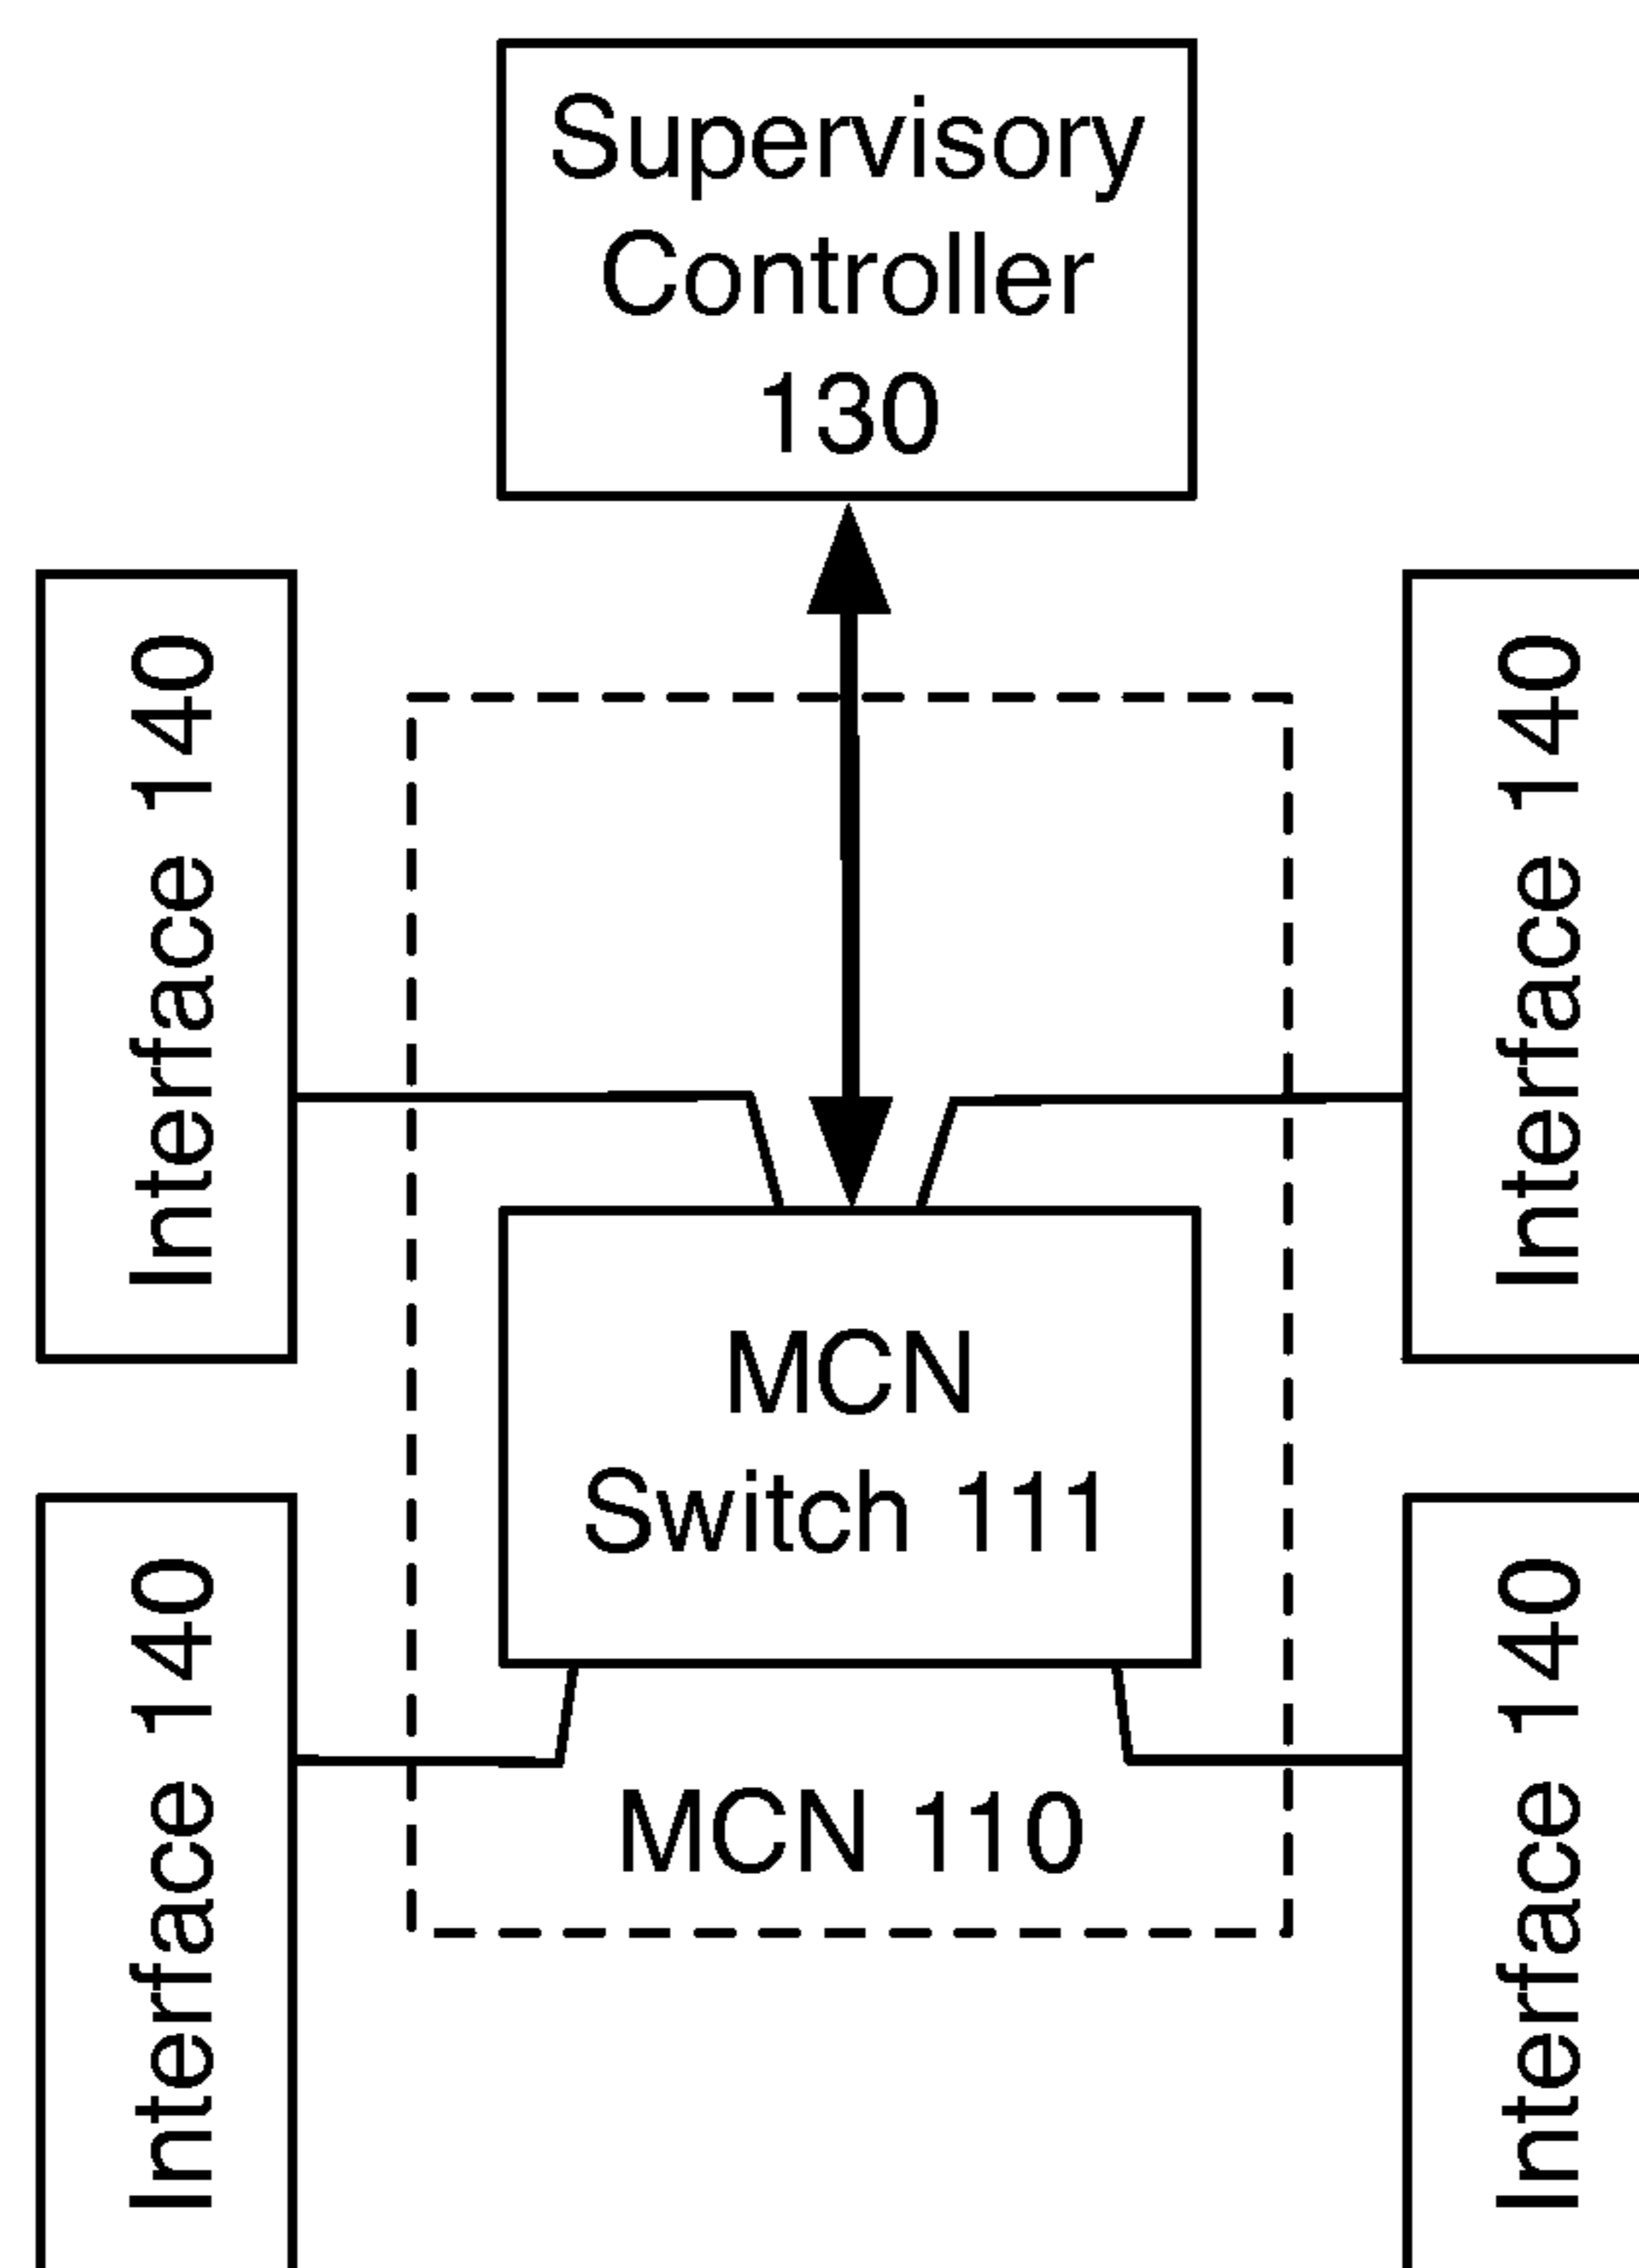 Supervisory
Controller
130
Interface 140
Interface 140
MCN
Switch 111
Interface 140
Interface 140
MCN 110